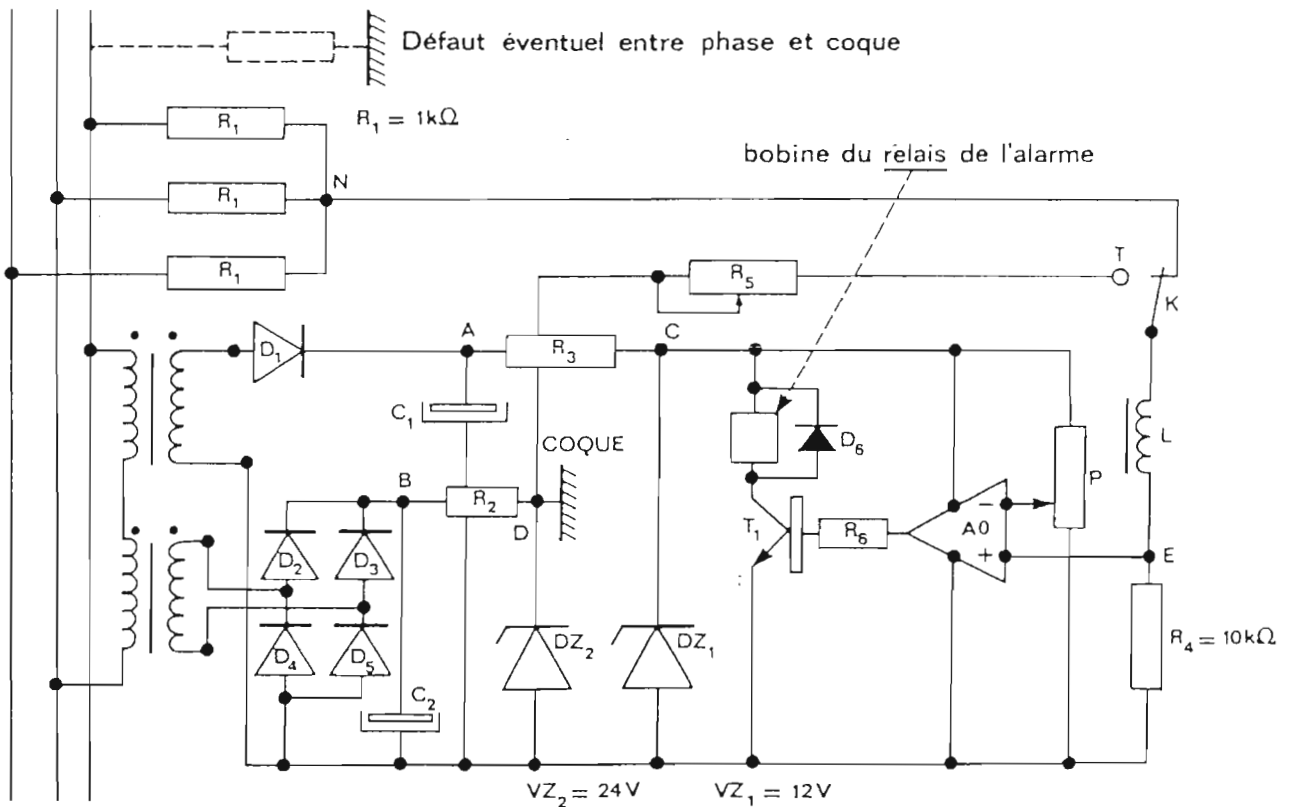 Défaut éventuel entre phase et coque
R₁
R₁ = 1kΩ
bobine du relais de l'alarme
R₁
N
R₁
T
R₅
K
A
C
D₁
R₃
C₁
COQUE
D₆
L
P
B
R₂
D
T₁
R₆
AO
−
+
E
D₂
D₃
DZ₂
DZ₁
R₄ = 10kΩ
D₄
D₅
C₂
VZ₂ = 24V
VZ₁ = 12V